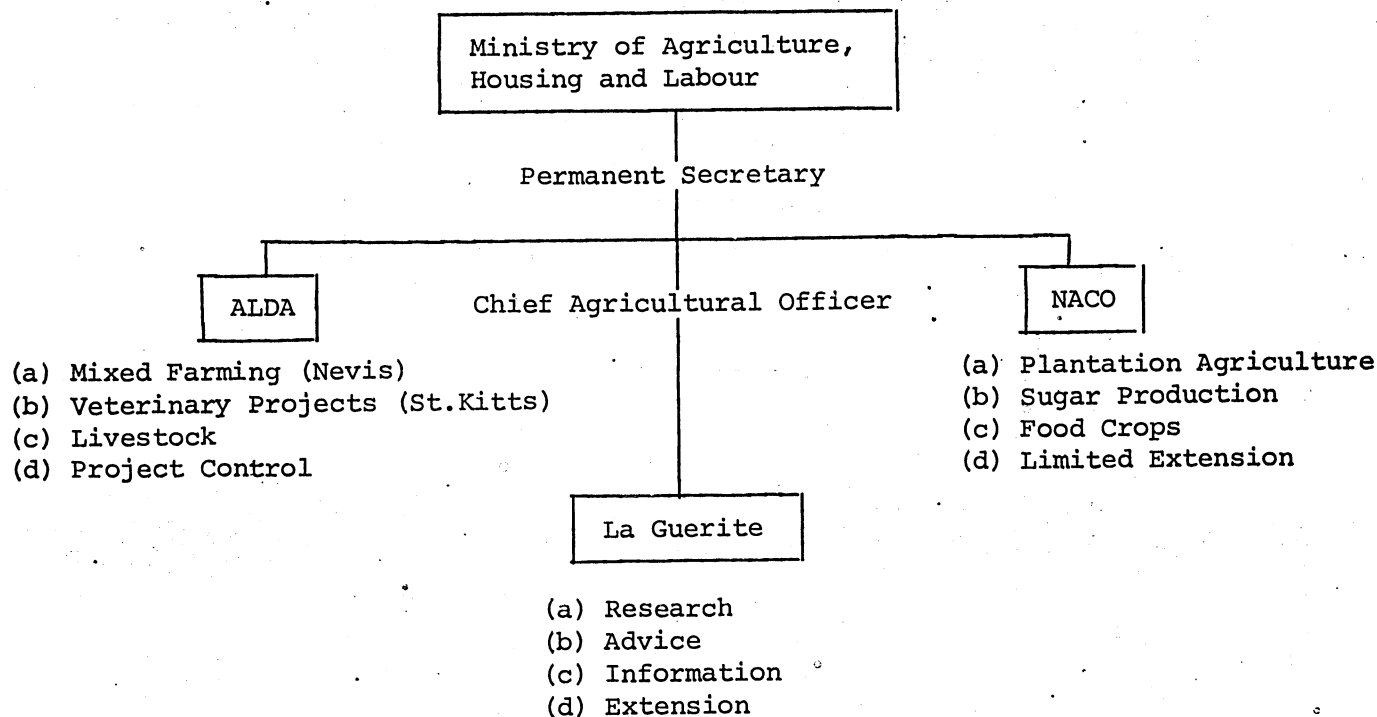 Ministry of Agriculture,
Housing and Labour
Permanent Secretary
ALDA
Chief Agricultural Officer
NACO
(a) Mixed Farming (Nevis)
(b) Veterinary Projects (St.Kitts)
(c) Livestock
(d) Project Control
(a) Plantation Agriculture
(b) Sugar Production
(c) Food Crops
(d) Limited Extension
La Guerite
(a) Research
(b) Advice
(c) Information
(d) Extension